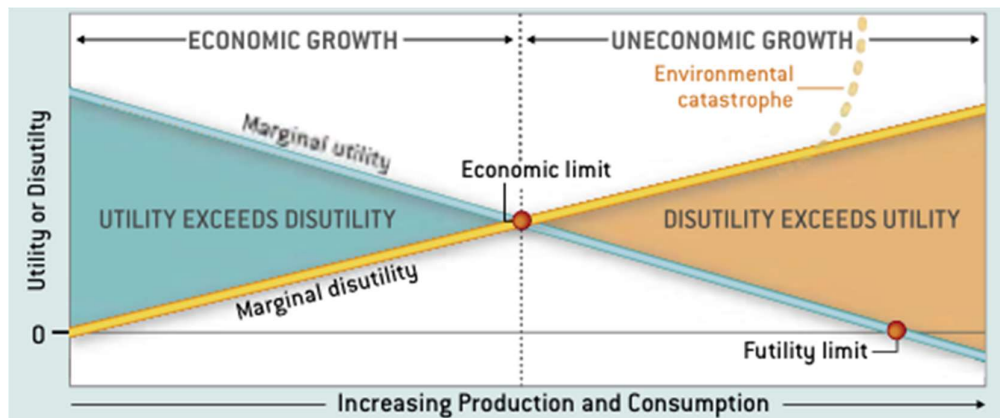 ECONOMIC GROWTH
UNECONOMIC GROWTH
Environmental
catastrophe
Marginal utility
Economic limit
UTILITY EXCEEDS DISUTILITY
DISUTILITY EXCEEDS UTILITY
Marginal disutility
Utility or Disutilty
0
Futility limit
Increasing Production and Consumption